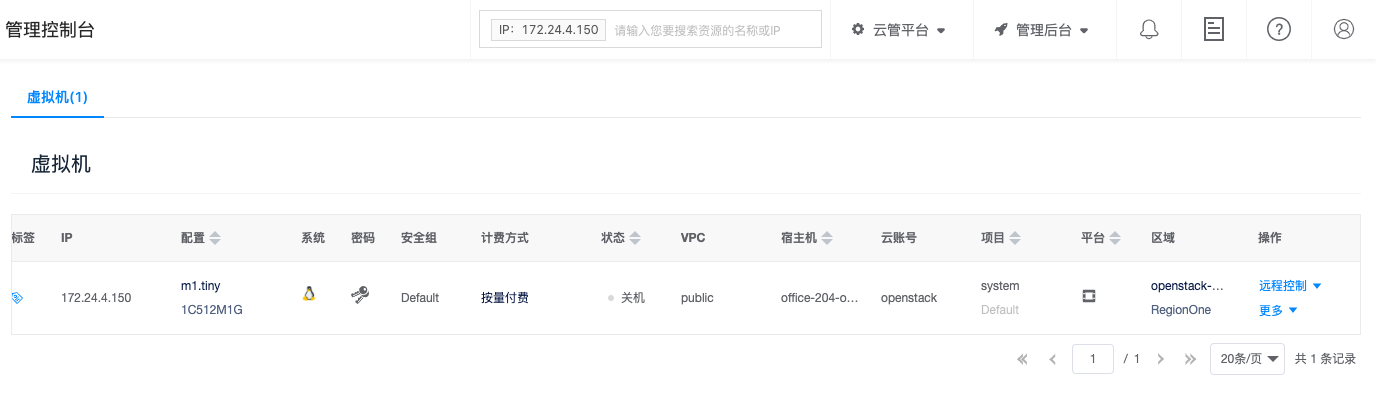 管理控制台
IP：172.24.4.150 请输入您要搜索资源的名称或IP
云管平台
管理后台
虚拟机(1)
虚拟机
标签 IP 配置 系统 密码 安全组 计费方式 状态 VPC 宿主机 云账号 项目 平台 区域 操作
172.24.4.150 m1.tiny Default 按量付费 关机 public office-204-o... openstack system openstack-... 远程控制
1C512M1G Default RegionOne 更多
1 / 1 20条/页 共 1 条记录